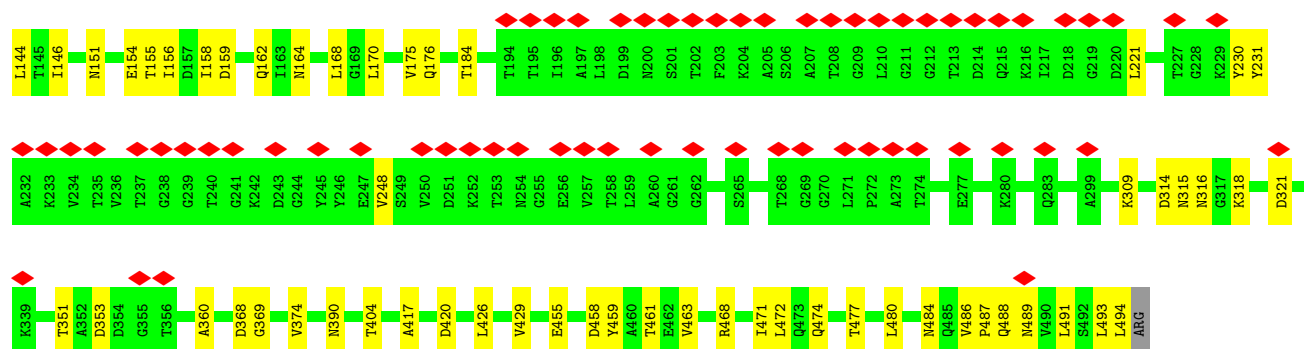 L144 T145 I146 N151 E154 T155 I156 D157 I158 D159 Q162 I163 N164 L168 G169 L170 V175 Q176 T184 T194 T195 I196 A197 L198 D199 N200 S201 T202 F203 K204 A205 S206 A207 T208 G209 L210 G211 G212 T213 D214 Q215 K216 I217 D218 G219 D220 L221 T227 G228 K229 Y230 Y231
A232 K233 V234 T235 V236 T237 G238 G239 T240 G241 K242 D243 G244 Y245 Y246 E247 V248 S249 V250 D251 K252 T253 N254 G255 E256 V257 T258 L259 A260 G261 G262 S265 T268 G269 G270 L271 P272 A273 T274 E277 K280 Q283 A299 K309 D314 N315 N316 G317 K318 D321
K339 T351 A352 D353 D354 G355 T356 A360 D368 G369 V374 N390 T404 A417 D420 L426 V429 E455 D458 Y459 A460 T461 E462 V463 R468 I471 L472 Q473 Q474 T477 L480 N484 Q485 V486 P487 Q488 N489 V490 L491 S492 L493 L494 ARG